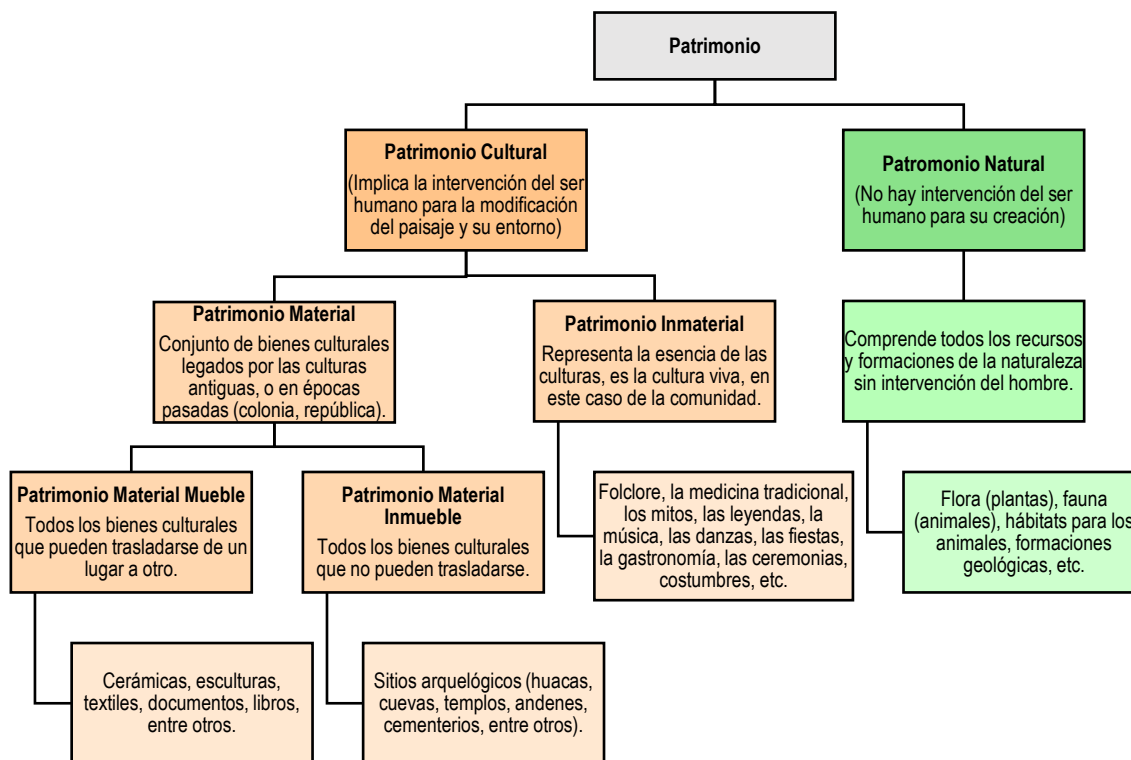 Patrimonio
Patrimonio Cultural
(Implica la intervención del ser
humano para la modificación
del paisaje y su entorno)
Patromonio Natural
(No hay intervención del ser
humano para su creación)
Patrimonio Material
Conjunto de bienes culturales
legados por las culturas
antiguas, o en épocas
pasadas (colonia, república).
Patrimonio Inmaterial
Representa la esencia de las
culturas, es la cultura viva, en
este caso de la comunidad.
Comprende todos los recursos
y formaciones de la naturaleza
sin intervención del hombre.
Patrimonio Material Mueble
Todos los bienes culturales
que pueden trasladarse de un
lugar a otro.
Patrimonio Material
Inmueble
Todos los bienes culturales
que no pueden trasladarse.
Folclore, la medicina tradicional,
los mitos, las leyendas, la
música, las danzas, las fiestas,
la gastronomía, las ceremonias,
costumbres, etc.
Flora (plantas), fauna
(animales), hábitats para los
animales, formaciones
geológicas, etc.
Cerámicas, esculturas,
textiles, documentos, libros,
entre otros.
Sitios arquelógicos (huacas,
cuevas, templos, andenes,
cementerios, entre otros).